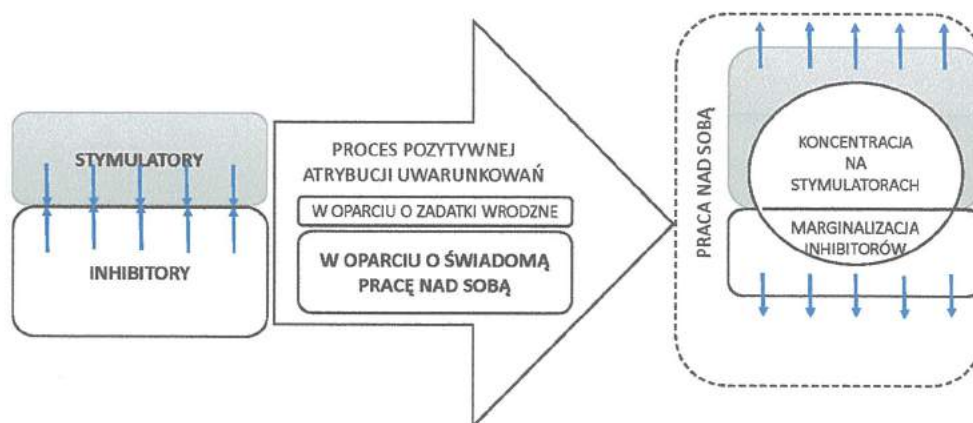 STYMULATORY
INHIBITORY
PROCES POZYTYWNEJ
ATRYBUCJI UWARUNKOWAŃ
W OPARCIU O ZADATKI WRODZNE
W OPARCIU O ŚWIADOMĄ
PRACĘ NAD SOBĄ
PRACA NAD SOBĄ
KONCENTRACJA
NA
STYMULATORACH
MARGINALIZACJA
INHIBITORÓW